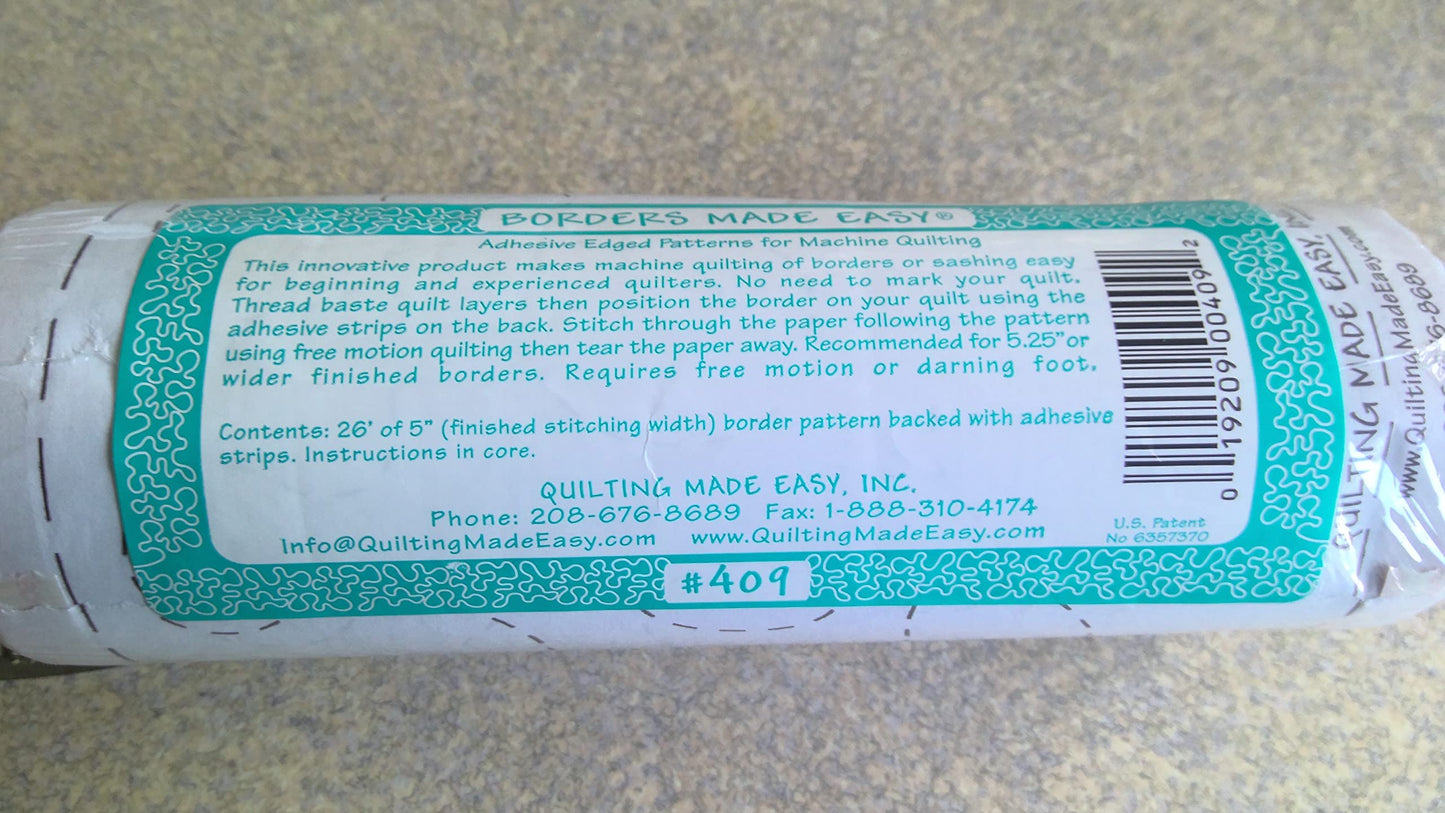 BORDERS MADE EASY®
Adhesive Edged Patterns for Machine Quilting
This innovative product makes machine quilting of borders or sashing easy
for beginning and experienced quilters. No need to mark your quilt.
Thread baste quilt layers then position the border on your quilt using the
adhesive strips on the back. Stitch through the paper following the pattern
using free motion quilting then tear the paper away. Recommended for 5.25" or
wider finished borders. Requires free motion or darning foot.
Contents: 26' of 5" (finished stitching width) border pattern backed with adhesive
strips. Instructions in core.
QUILTING MADE EASY, INC.
Phone: 208-676-8689 Fax: 1-888-310-4174
Info@QuiltingMadeEasy.com www.QuiltingMadeEasy.com
#409
0 19209 00409 2
U.S. Patent
No 6357370
QUILTING MADE EASY,
www.QuiltingMadeEasy.com
-8689